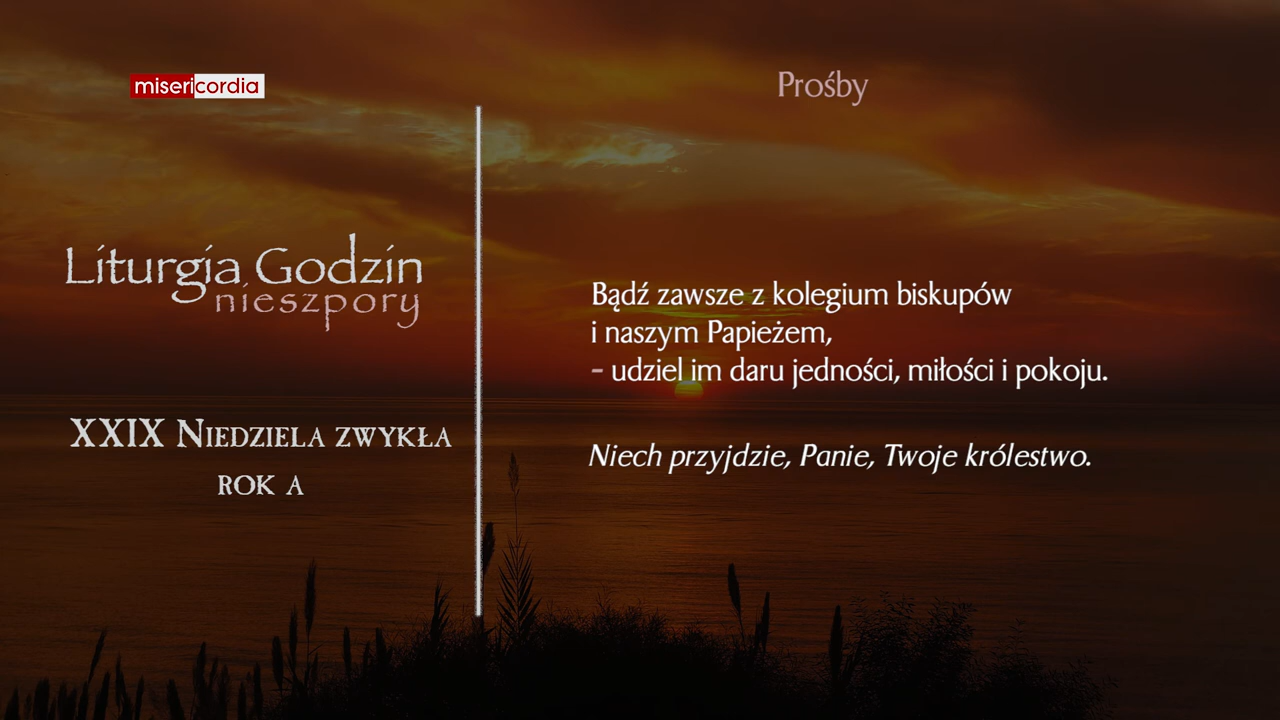 misericordia
Prośby
Liturgia Godzin
nieszpory
XXIX Niedziela zwykła
rok A
Bądź zawsze z kolegium biskupów
i naszym Papieżem,
- udziel im daru jedności, miłości i pokoju.
Niech przyjdzie, Panie, Twoje królestwo.